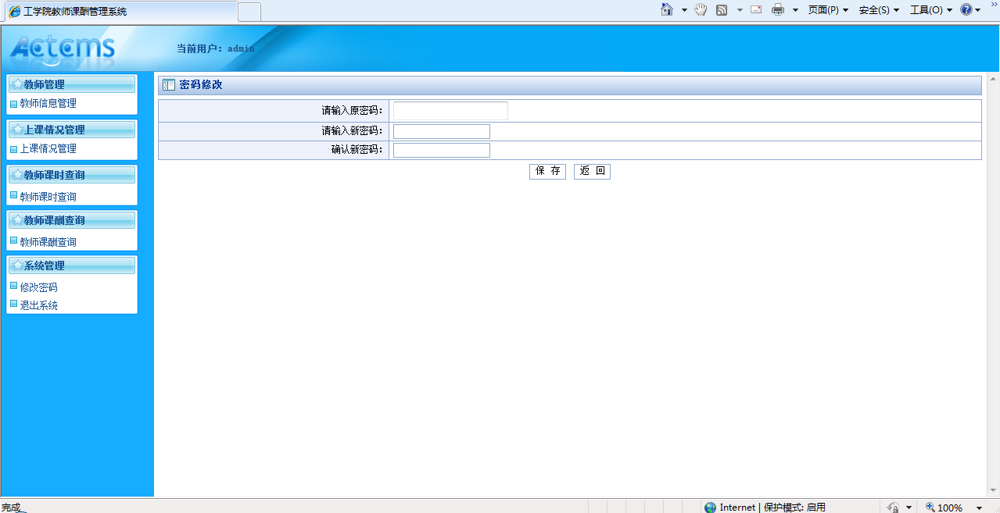 工学院教师课酬管理系统
页面(P) 安全(S) 工具(O)
Actcms 当前用户: admin
教师管理
教师信息管理
上课情况管理
上课情况管理
教师课时查询
教师课时查询
教师课酬查询
教师课酬查询
系统管理
修改密码
退出系统
密码修改
请输入原密码:
请输入新密码:
确认新密码:
保 存 返 回
完成 Internet | 保护模式: 启用 100%